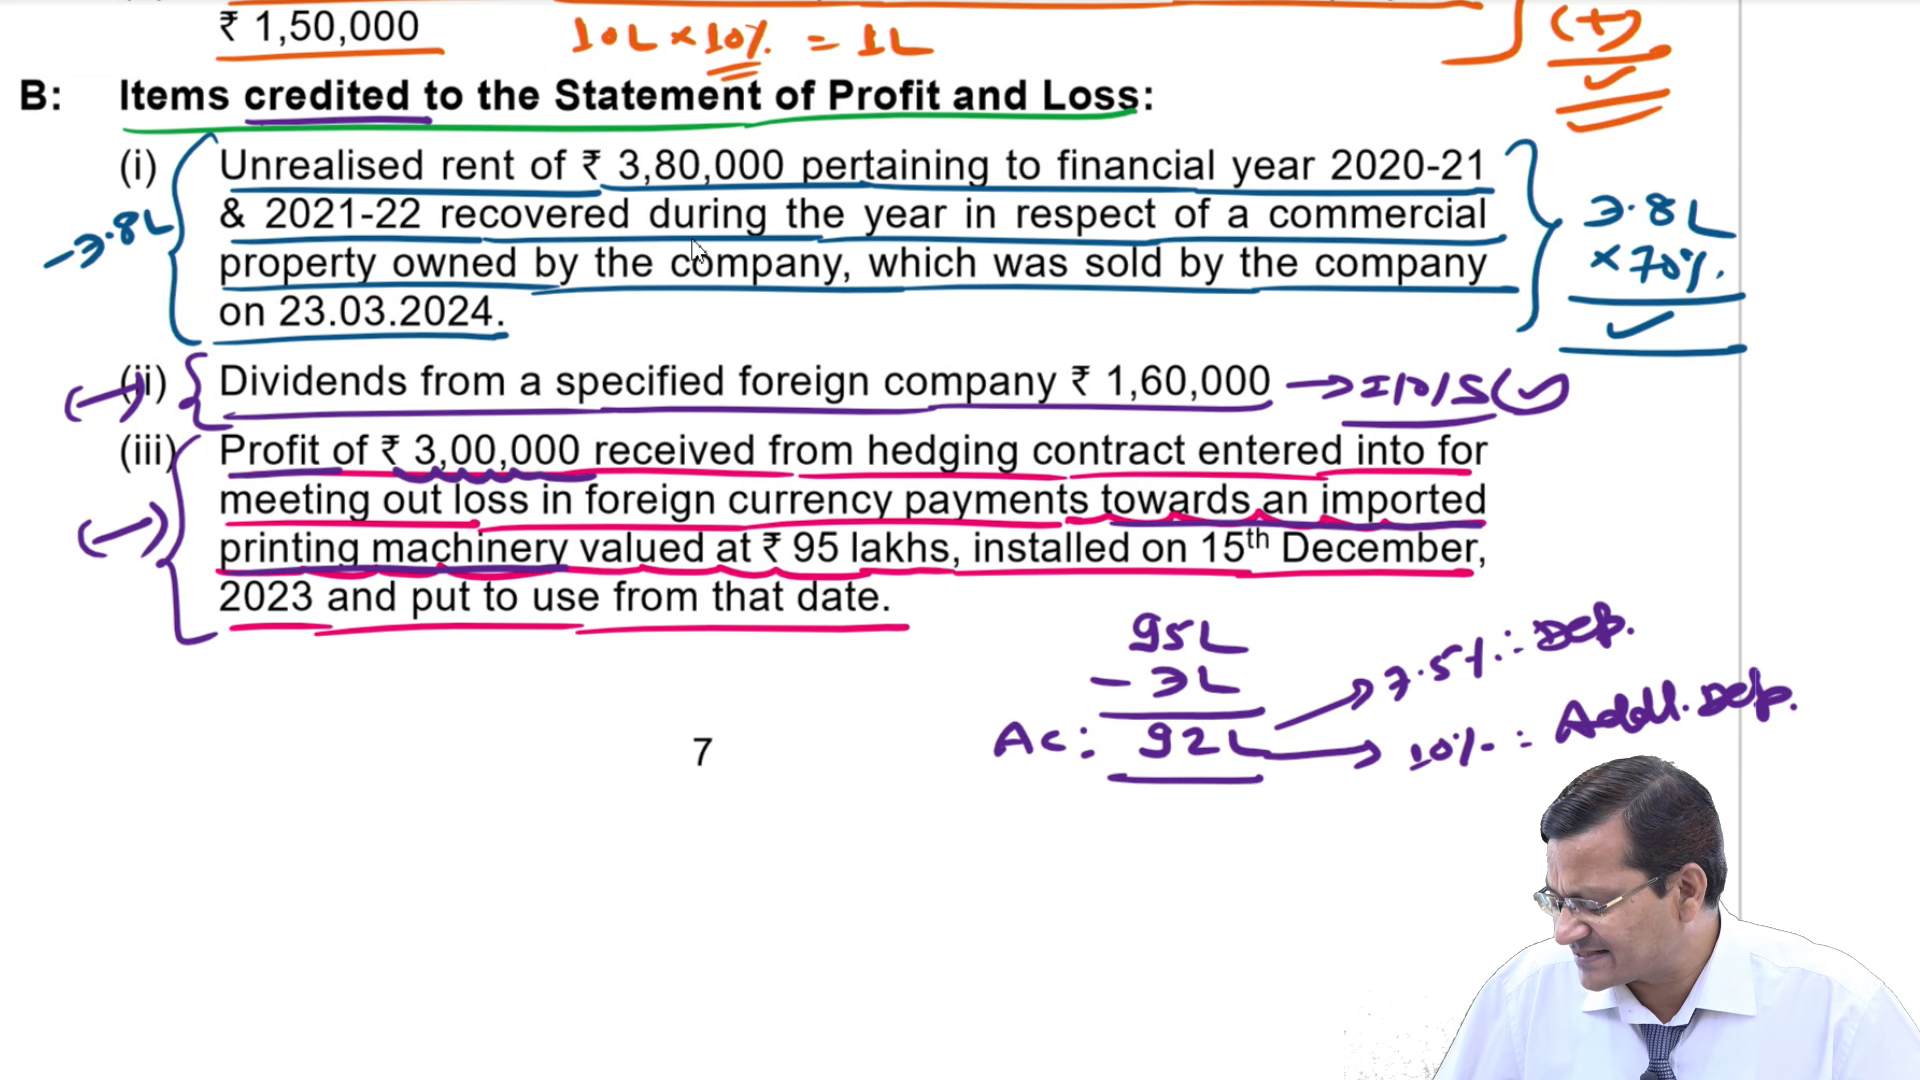 ₹ 1,50,000
10L × 10% = 1L
(+)
B: Items credited to the Statement of Profit and Loss:
(i) Unrealised rent of ₹ 3,80,000 pertaining to financial year 2020-21
& 2021-22 recovered during the year in respect of a commercial
property owned by the company, which was sold by the company
on 23.03.2024.
-3.8L
3.8L
×70%.
(ii) Dividends from a specified foreign company ₹ 1,60,000 → I/o/S
(-)
(iii) Profit of ₹ 3,00,000 received from hedging contract entered into for
meeting out loss in foreign currency payments towards an imported
printing machinery valued at ₹ 95 lakhs, installed on 15th December,
2023 and put to use from that date.
(-)
95L
- 3L
AC: 92L
7.5%:- Dep.
10% = Addl. Dep.
7